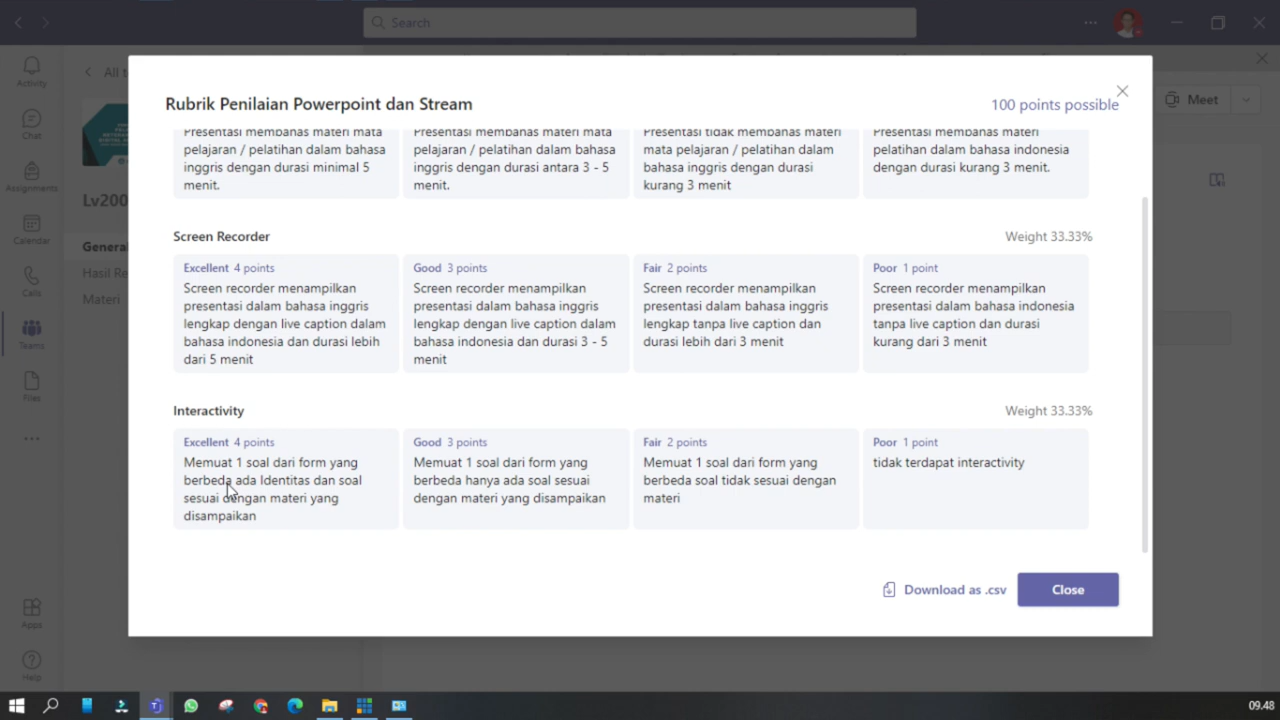 Search
Activity
Chat
Assignments
Calendar
Calls
Teams
Files
Apps
Help
All t
Lv200
General
Hasil Re
Materi
Meet
Rubrik Penilaian Powerpoint dan Stream
100 points possible
Presentasi membahas materi mata
pelajaran / pelatihan dalam bahasa
inggris dengan durasi minimal 5
menit.
Presentasi membahas materi mata
pelajaran / pelatihan dalam bahasa
inggris dengan durasi antara 3 - 5
menit.
Presentasi tidak membahas materi
mata pelajaran / pelatihan dalam
bahasa inggris dengan durasi
kurang 3 menit
Presentasi membahas materi
pelatihan dalam bahasa indonesia
dengan durasi kurang 3 menit.
Screen Recorder
Weight 33.33%
Excellent 4 points
Screen recorder menampilkan
presentasi dalam bahasa inggris
lengkap dengan live caption dalam
bahasa indonesia dan durasi lebih
dari 5 menit
Good 3 points
Screen recorder menampilkan
presentasi dalam bahasa inggris
lengkap dengan live caption dalam
bahasa indonesia dan durasi 3 - 5
menit
Fair 2 points
Screen recorder menampilkan
presentasi dalam bahasa inggris
lengkap tanpa live caption dan
durasi lebih dari 3 menit
Poor 1 point
Screen recorder menampilkan
presentasi dalam bahasa indonesia
tanpa live caption dan durasi
kurang dari 3 menit
Interactivity
Weight 33.33%
Excellent 4 points
Memuat 1 soal dari form yang
berbeda ada Identitas dan soal
sesuai dengan materi yang
disampaikan
Good 3 points
Memuat 1 soal dari form yang
berbeda hanya ada soal sesuai
dengan materi yang disampaikan
Fair 2 points
Memuat 1 soal dari form yang
berbeda soal tidak sesuai dengan
materi
Poor 1 point
tidak terdapat interactivity
Download as .csv
Close
09.48